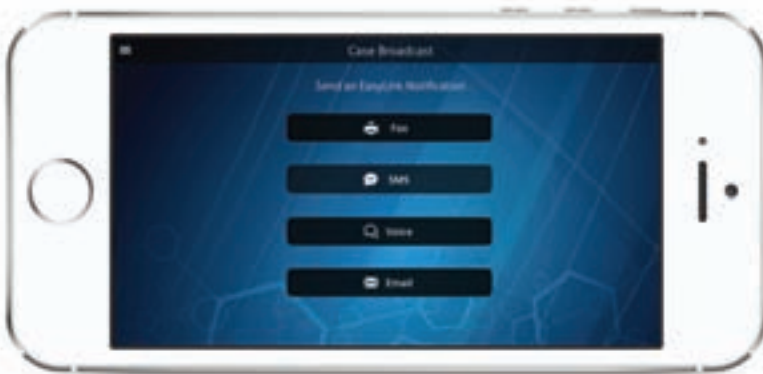 Case Broadcast
Send an EasyLink Notification
Fax
SMS
Voice
Email